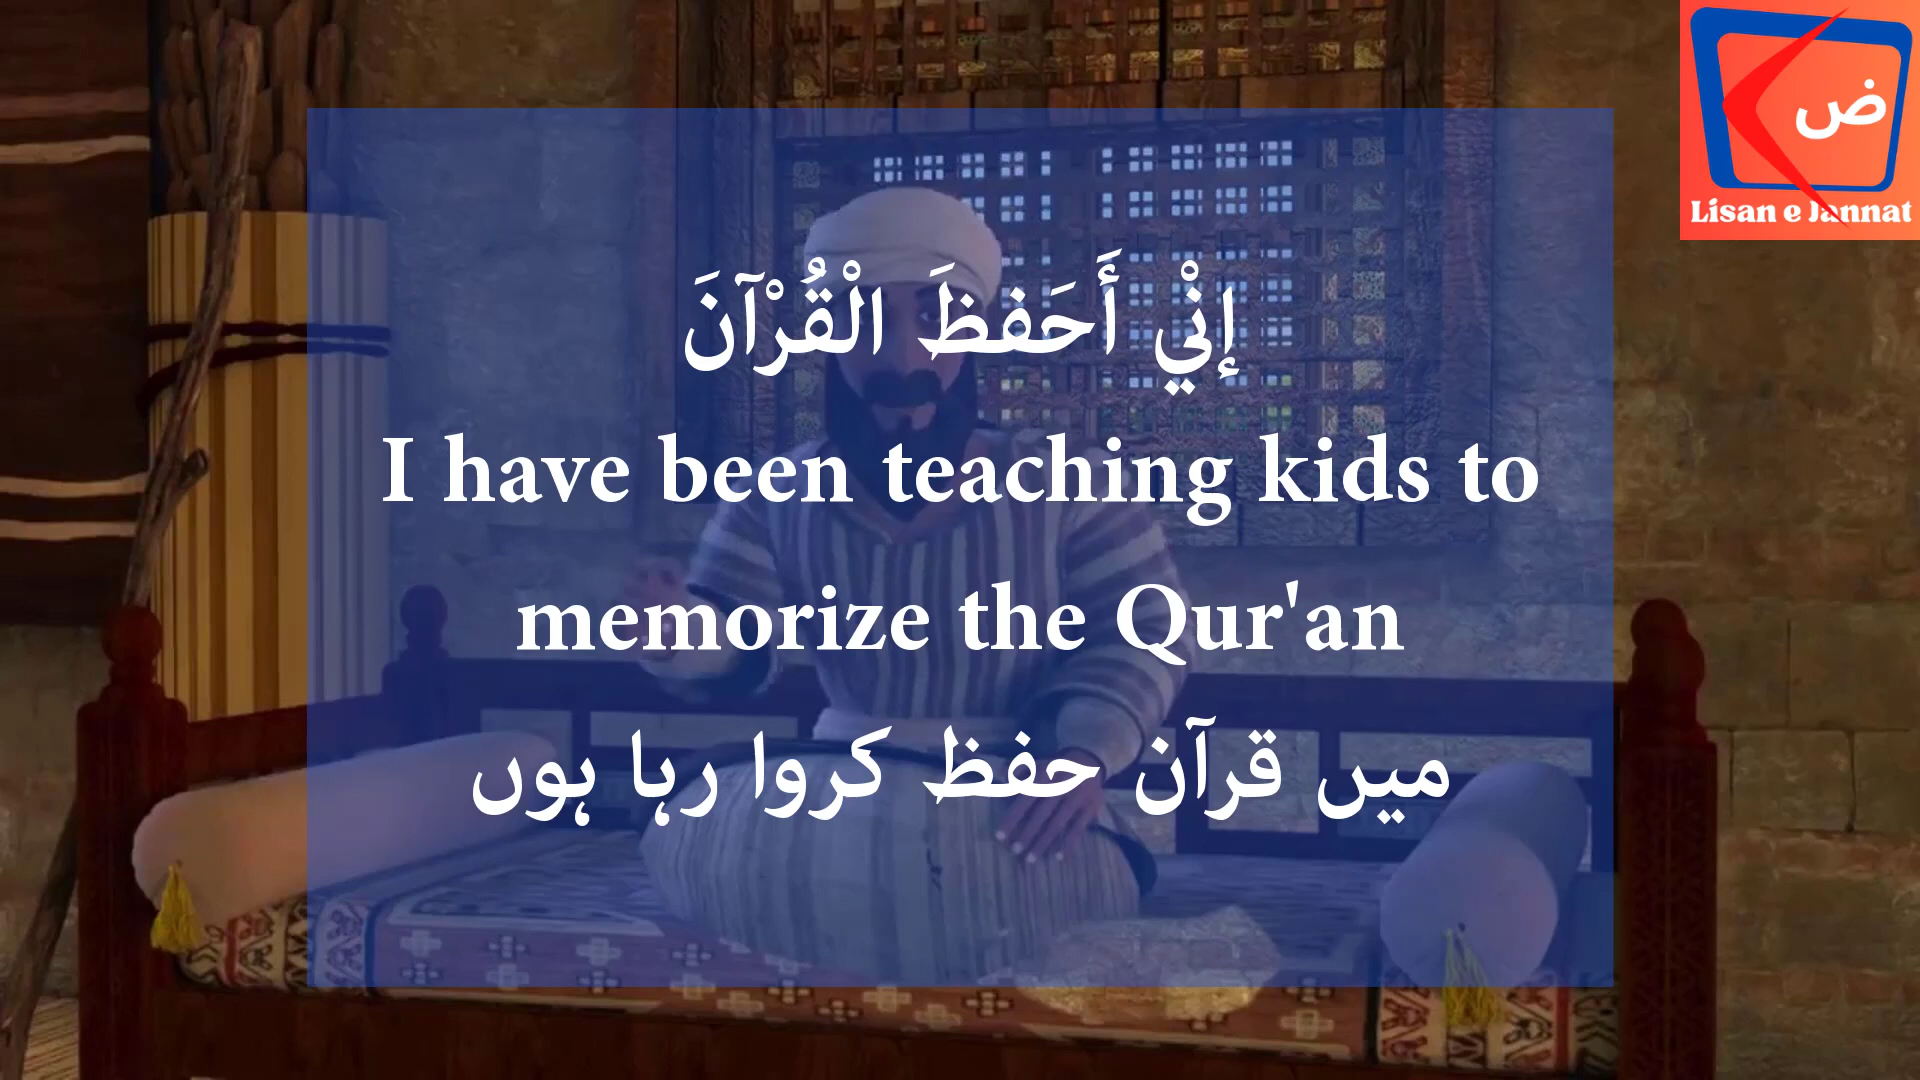 ض
Lisan e Jannat
إنْي أَحَفظَ الْقُرْآنَ
I have been teaching kids to
memorize the Qur'an
میں قرآن حفظ کروا رہا ہوں